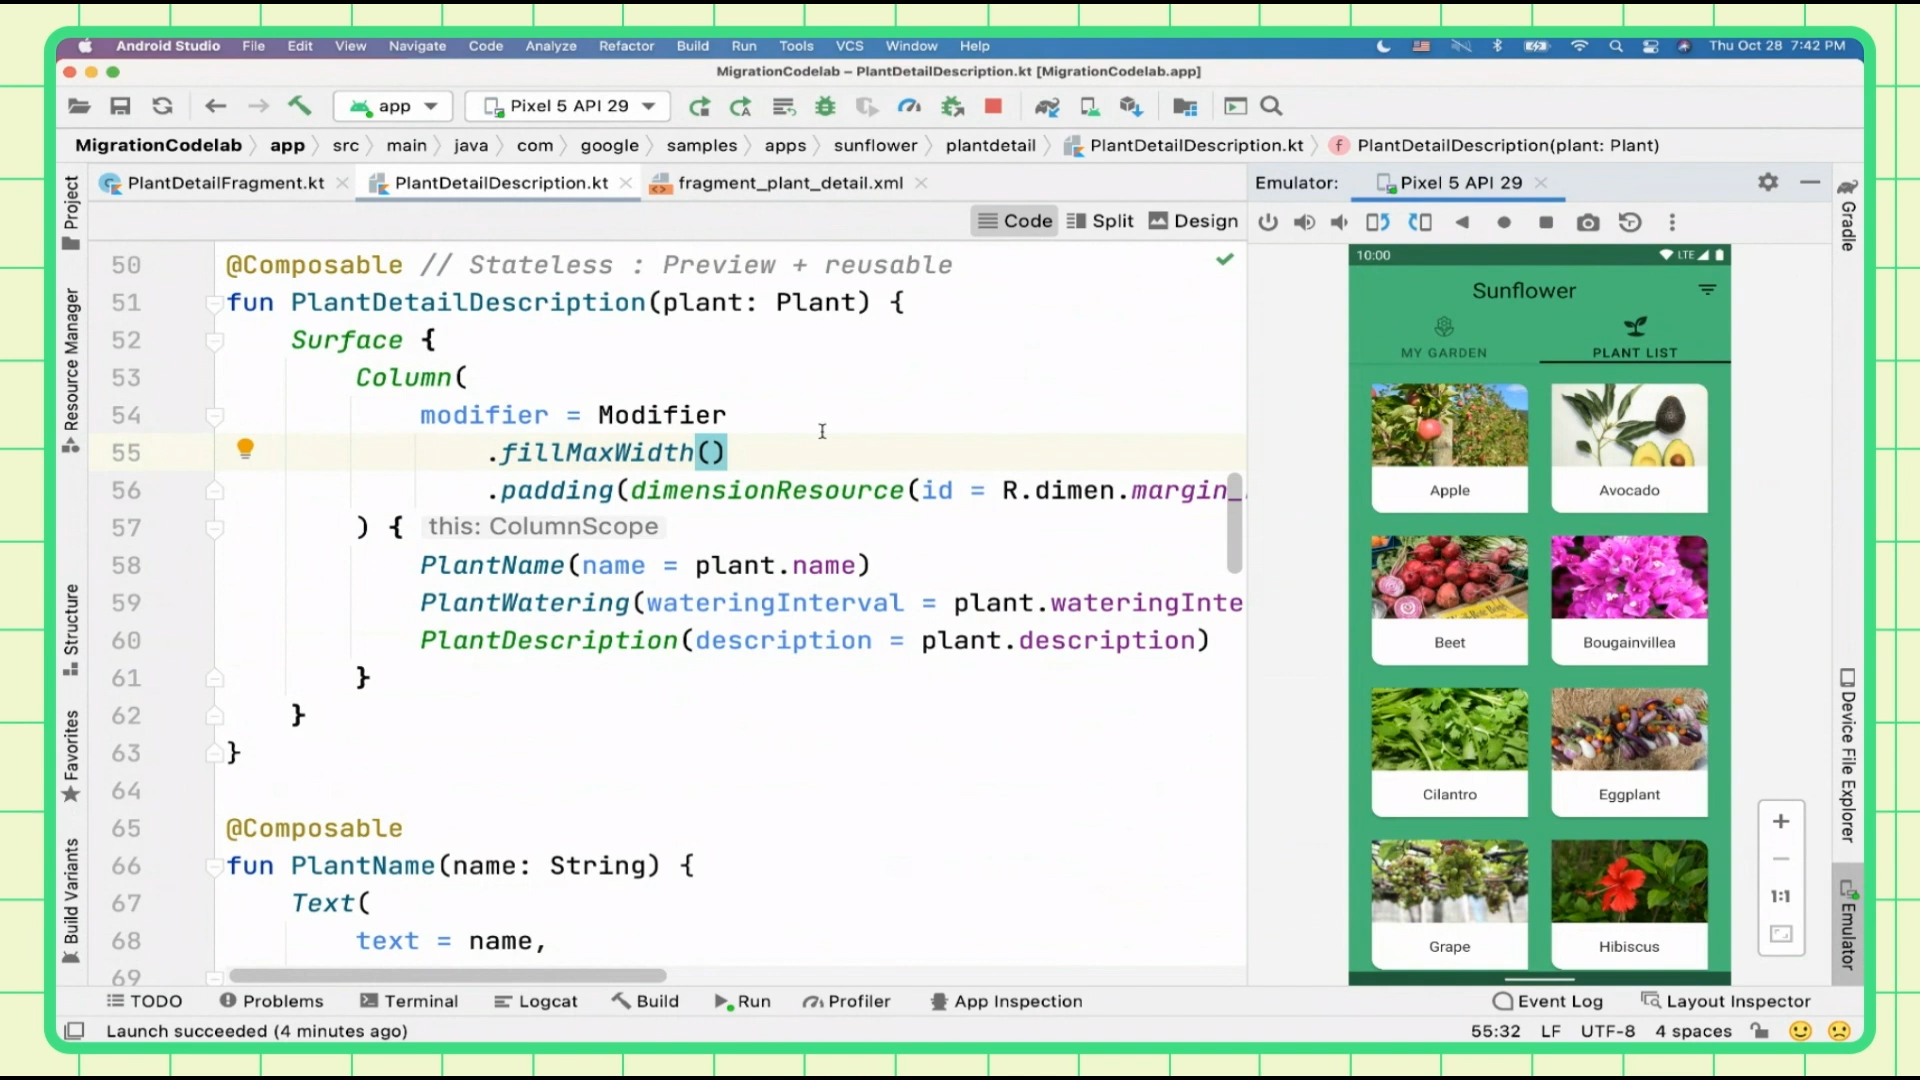 Android Studio File Edit View Navigate Code Analyze Refactor Build Run Tools VCS Window Help Thu Oct 28 7:42 PM
MigrationCodelab – PlantDetailDescription.kt [MigrationCodelab.app]
app Pixel 5 API 29
MigrationCodelab app src main java com google samples apps sunflower plantdetail PlantDetailDescription.kt f PlantDetailDescription(plant: Plant)
PlantDetailFragment.kt PlantDetailDescription.kt fragment_plant_detail.xml
Code Split Design
50 @Composable // Stateless : Preview + reusable
51 fun PlantDetailDescription(plant: Plant) {
52 Surface {
53 Column(
54 modifier = Modifier
55 .fillMaxWidth()
56 .padding(dimensionResource(id = R.dimen.margin_
57 ) { this: ColumnScope
58 PlantName(name = plant.name)
59 PlantWatering(wateringInterval = plant.wateringInte
60 PlantDescription(description = plant.description)
61 }
62 }
63 }
64
65 @Composable
66 fun PlantName(name: String) {
67 Text(
68 text = name,
69
Emulator: Pixel 5 API 29
10:00 LTE
Sunflower
MY GARDEN PLANT LIST
Apple Avocado
Beet Bougainvillea
Cilantro Eggplant
Grape Hibiscus
1:1
Project
Resource Manager
Structure
Favorites
Build Variants
Gradle
Device File Explorer
Emulator
TODO Problems Terminal Logcat Build Run Profiler App Inspection Event Log Layout Inspector
Launch succeeded (4 minutes ago) 55:32 LF UTF-8 4 spaces